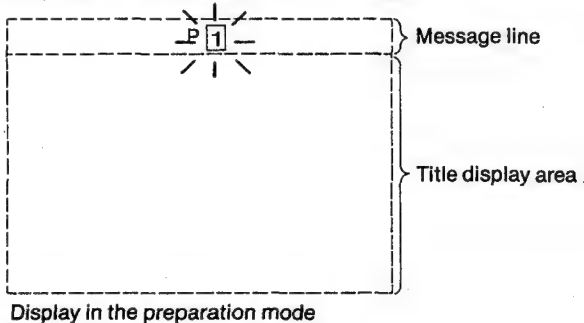 P 1
Message line
Title display area
Display in the preparation mode